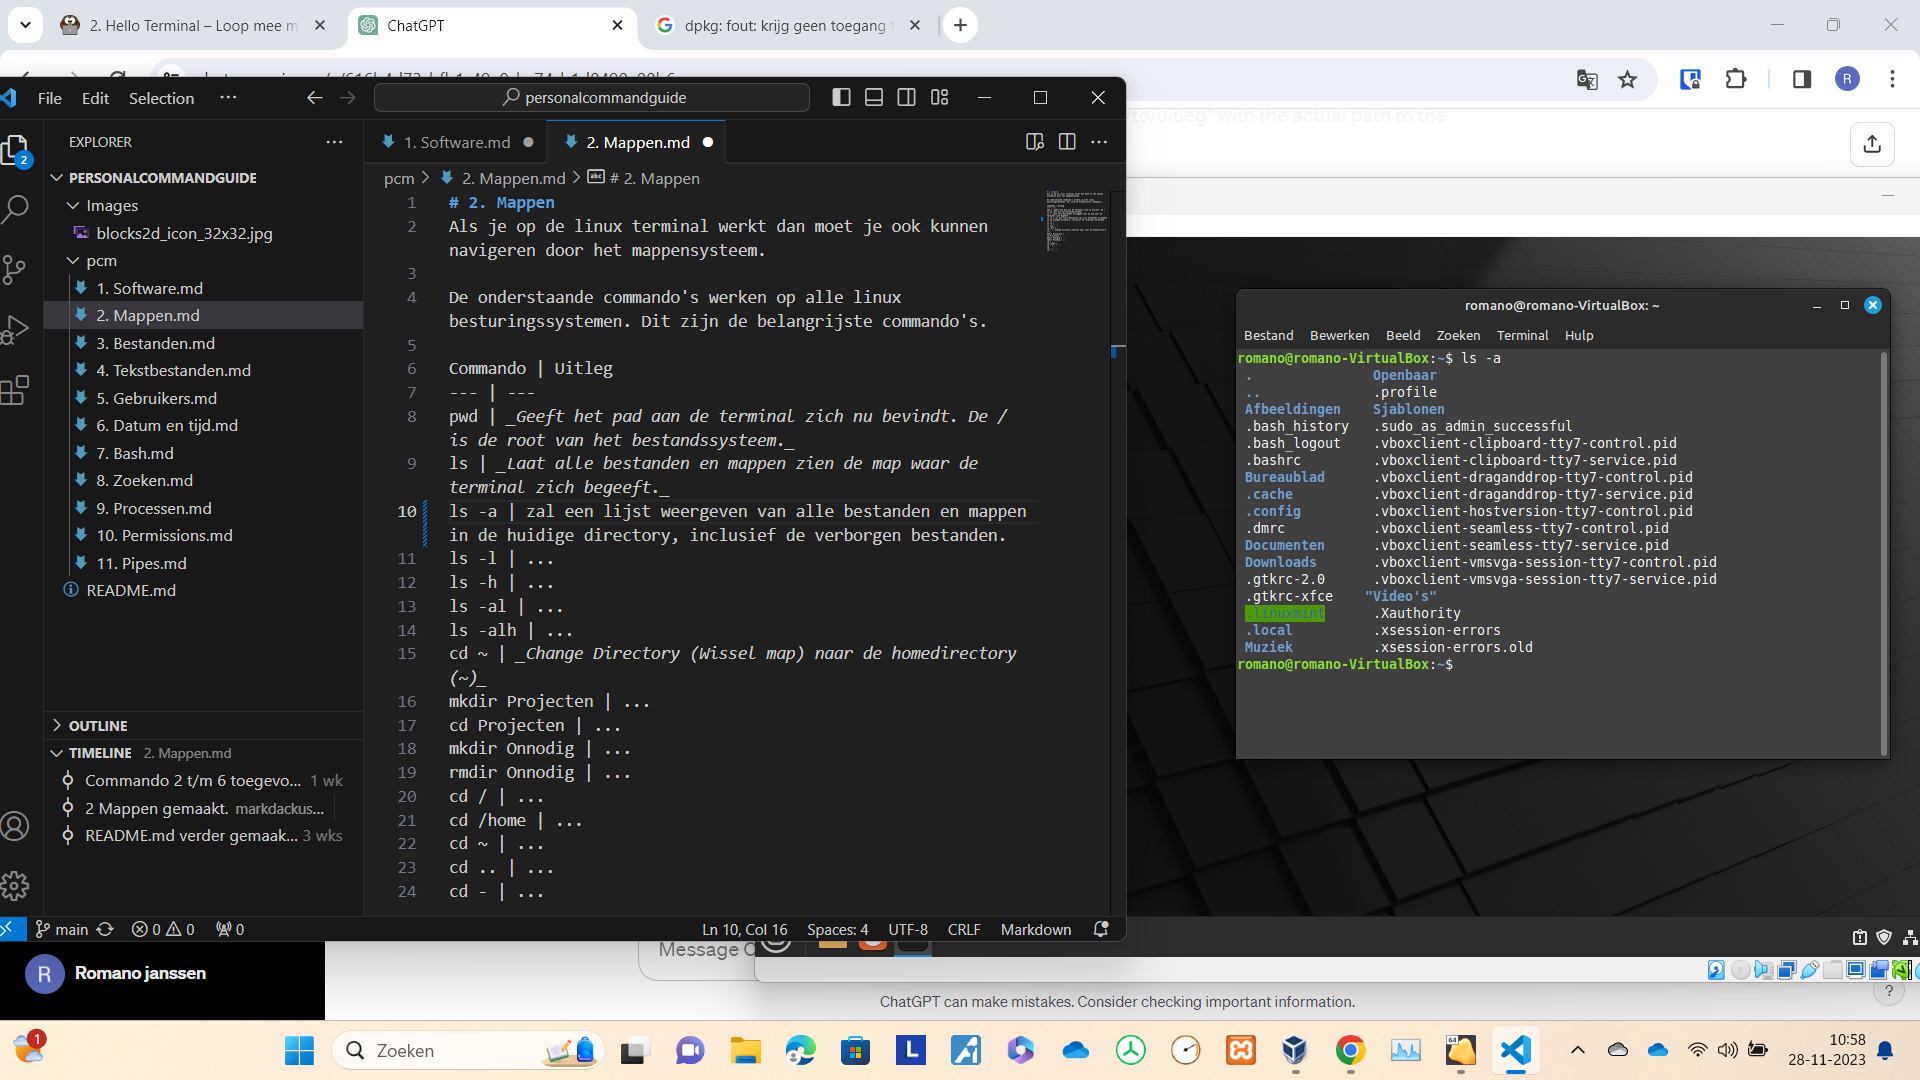 2. Hello Terminal – Loop mee m
ChatGPT
dpkg: fout: krijg geen toegang
R
/to/uitleg" with the actual path to the
File Edit Selection ...
personalcommandguide
EXPLORER
1. Software.md
2. Mappen.md
2
PERSONALCOMMANDGUIDE
pcm > 2. Mappen.md > # 2. Mappen
Images
blocks2d_icon_32x32.jpg
pcm
1. Software.md
2. Mappen.md
3. Bestanden.md
4. Tekstbestanden.md
5. Gebruikers.md
6. Datum en tijd.md
7. Bash.md
8. Zoeken.md
9. Processen.md
10. Permissions.md
11. Pipes.md
README.md
OUTLINE
TIMELINE 2. Mappen.md
Commando 2 t/m 6 toegevo... 1 wk
2 Mappen gemaakt. markdackus...
README.md verder gemaak... 3 wks
1 # 2. Mappen
2 Als je op de linux terminal werkt dan moet je ook kunnen
navigeren door het mappensysteem.
3
4 De onderstaande commando's werken op alle linux
besturingssystemen. Dit zijn de belangrijste commando's.
5
6 Commando | Uitleg
7 --- | ---
8 pwd | _Geeft het pad aan de terminal zich nu bevindt. De /
is de root van het bestandssysteem._
9 ls | _Laat alle bestanden en mappen zien de map waar de
terminal zich begeeft._
10 ls -a | zal een lijst weergeven van alle bestanden en mappen
in de huidige directory, inclusief de verborgen bestanden.
11 ls -l | ...
12 ls -h | ...
13 ls -al | ...
14 ls -alh | ...
15 cd ~ | _Change Directory (Wissel map) naar de homedirectory
(~)_
16 mkdir Projecten | ...
17 cd Projecten | ...
18 mkdir Onnodig | ...
19 rmdir Onnodig | ...
20 cd / | ...
21 cd /home | ...
22 cd ~ | ...
23 cd .. | ...
24 cd - | ...
main 0 0 0 Ln 10, Col 16 Spaces: 4 UTF-8 CRLF Markdown
romano@romano-VirtualBox: ~
Bestand Bewerken Beeld Zoeken Terminal Hulp
romano@romano-VirtualBox:~$ ls -a
. Openbaar
.. .profile
Afbeeldingen Sjablonen
.bash_history .sudo_as_admin_successful
.bash_logout .vboxclient-clipboard-tty7-control.pid
.bashrc .vboxclient-clipboard-tty7-service.pid
Bureaublad .vboxclient-draganddrop-tty7-control.pid
.cache .vboxclient-draganddrop-tty7-service.pid
.config .vboxclient-hostversion-tty7-control.pid
.dmrc .vboxclient-seamless-tty7-control.pid
Documenten .vboxclient-seamless-tty7-service.pid
Downloads .vboxclient-vmsvga-session-tty7-control.pid
.gtkrc-2.0 .vboxclient-vmsvga-session-tty7-service.pid
.gtkrc-xfce "Video's"
.linuxmint .Xauthority
.local .xsession-errors
Muziek .xsession-errors.old
romano@romano-VirtualBox:~$
R Romano janssen
Message C
ChatGPT can make mistakes. Consider checking important information.
?
1
Zoeken
L
64
10:58
28-11-2023